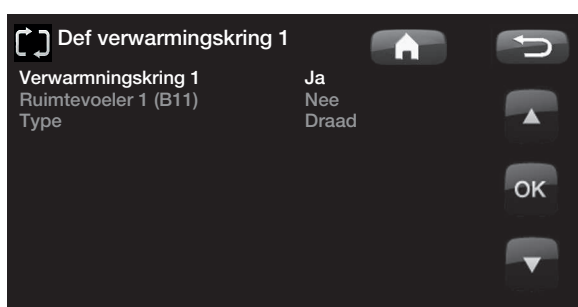 Def verwarmingskring 1
Verwarmningskring 1 Ja
Ruimtevoeler 1 (B11) Nee
Type Draad
OK